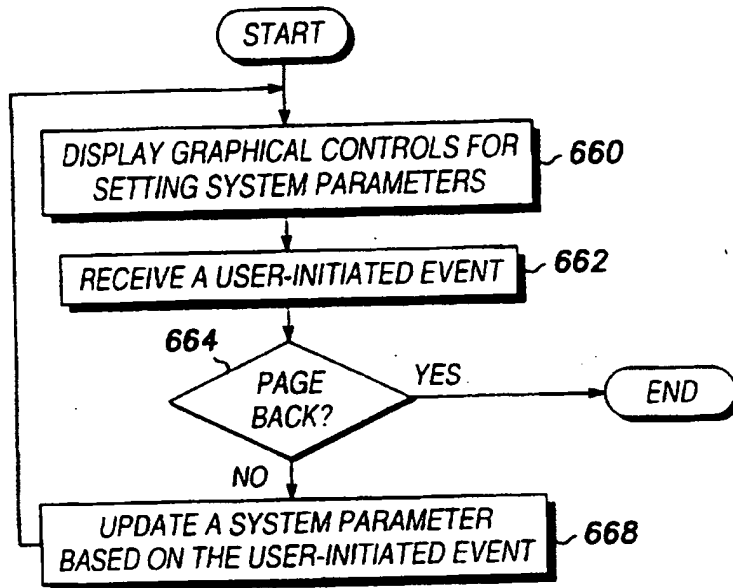 START
DISPLAY GRAPHICAL CONTROLS FOR
SETTING SYSTEM PARAMETERS
660
RECEIVE A USER-INITIATED EVENT
662
664
PAGE
BACK?
YES
END
NO
UPDATE A SYSTEM PARAMETER
BASED ON THE USER-INITIATED EVENT
668